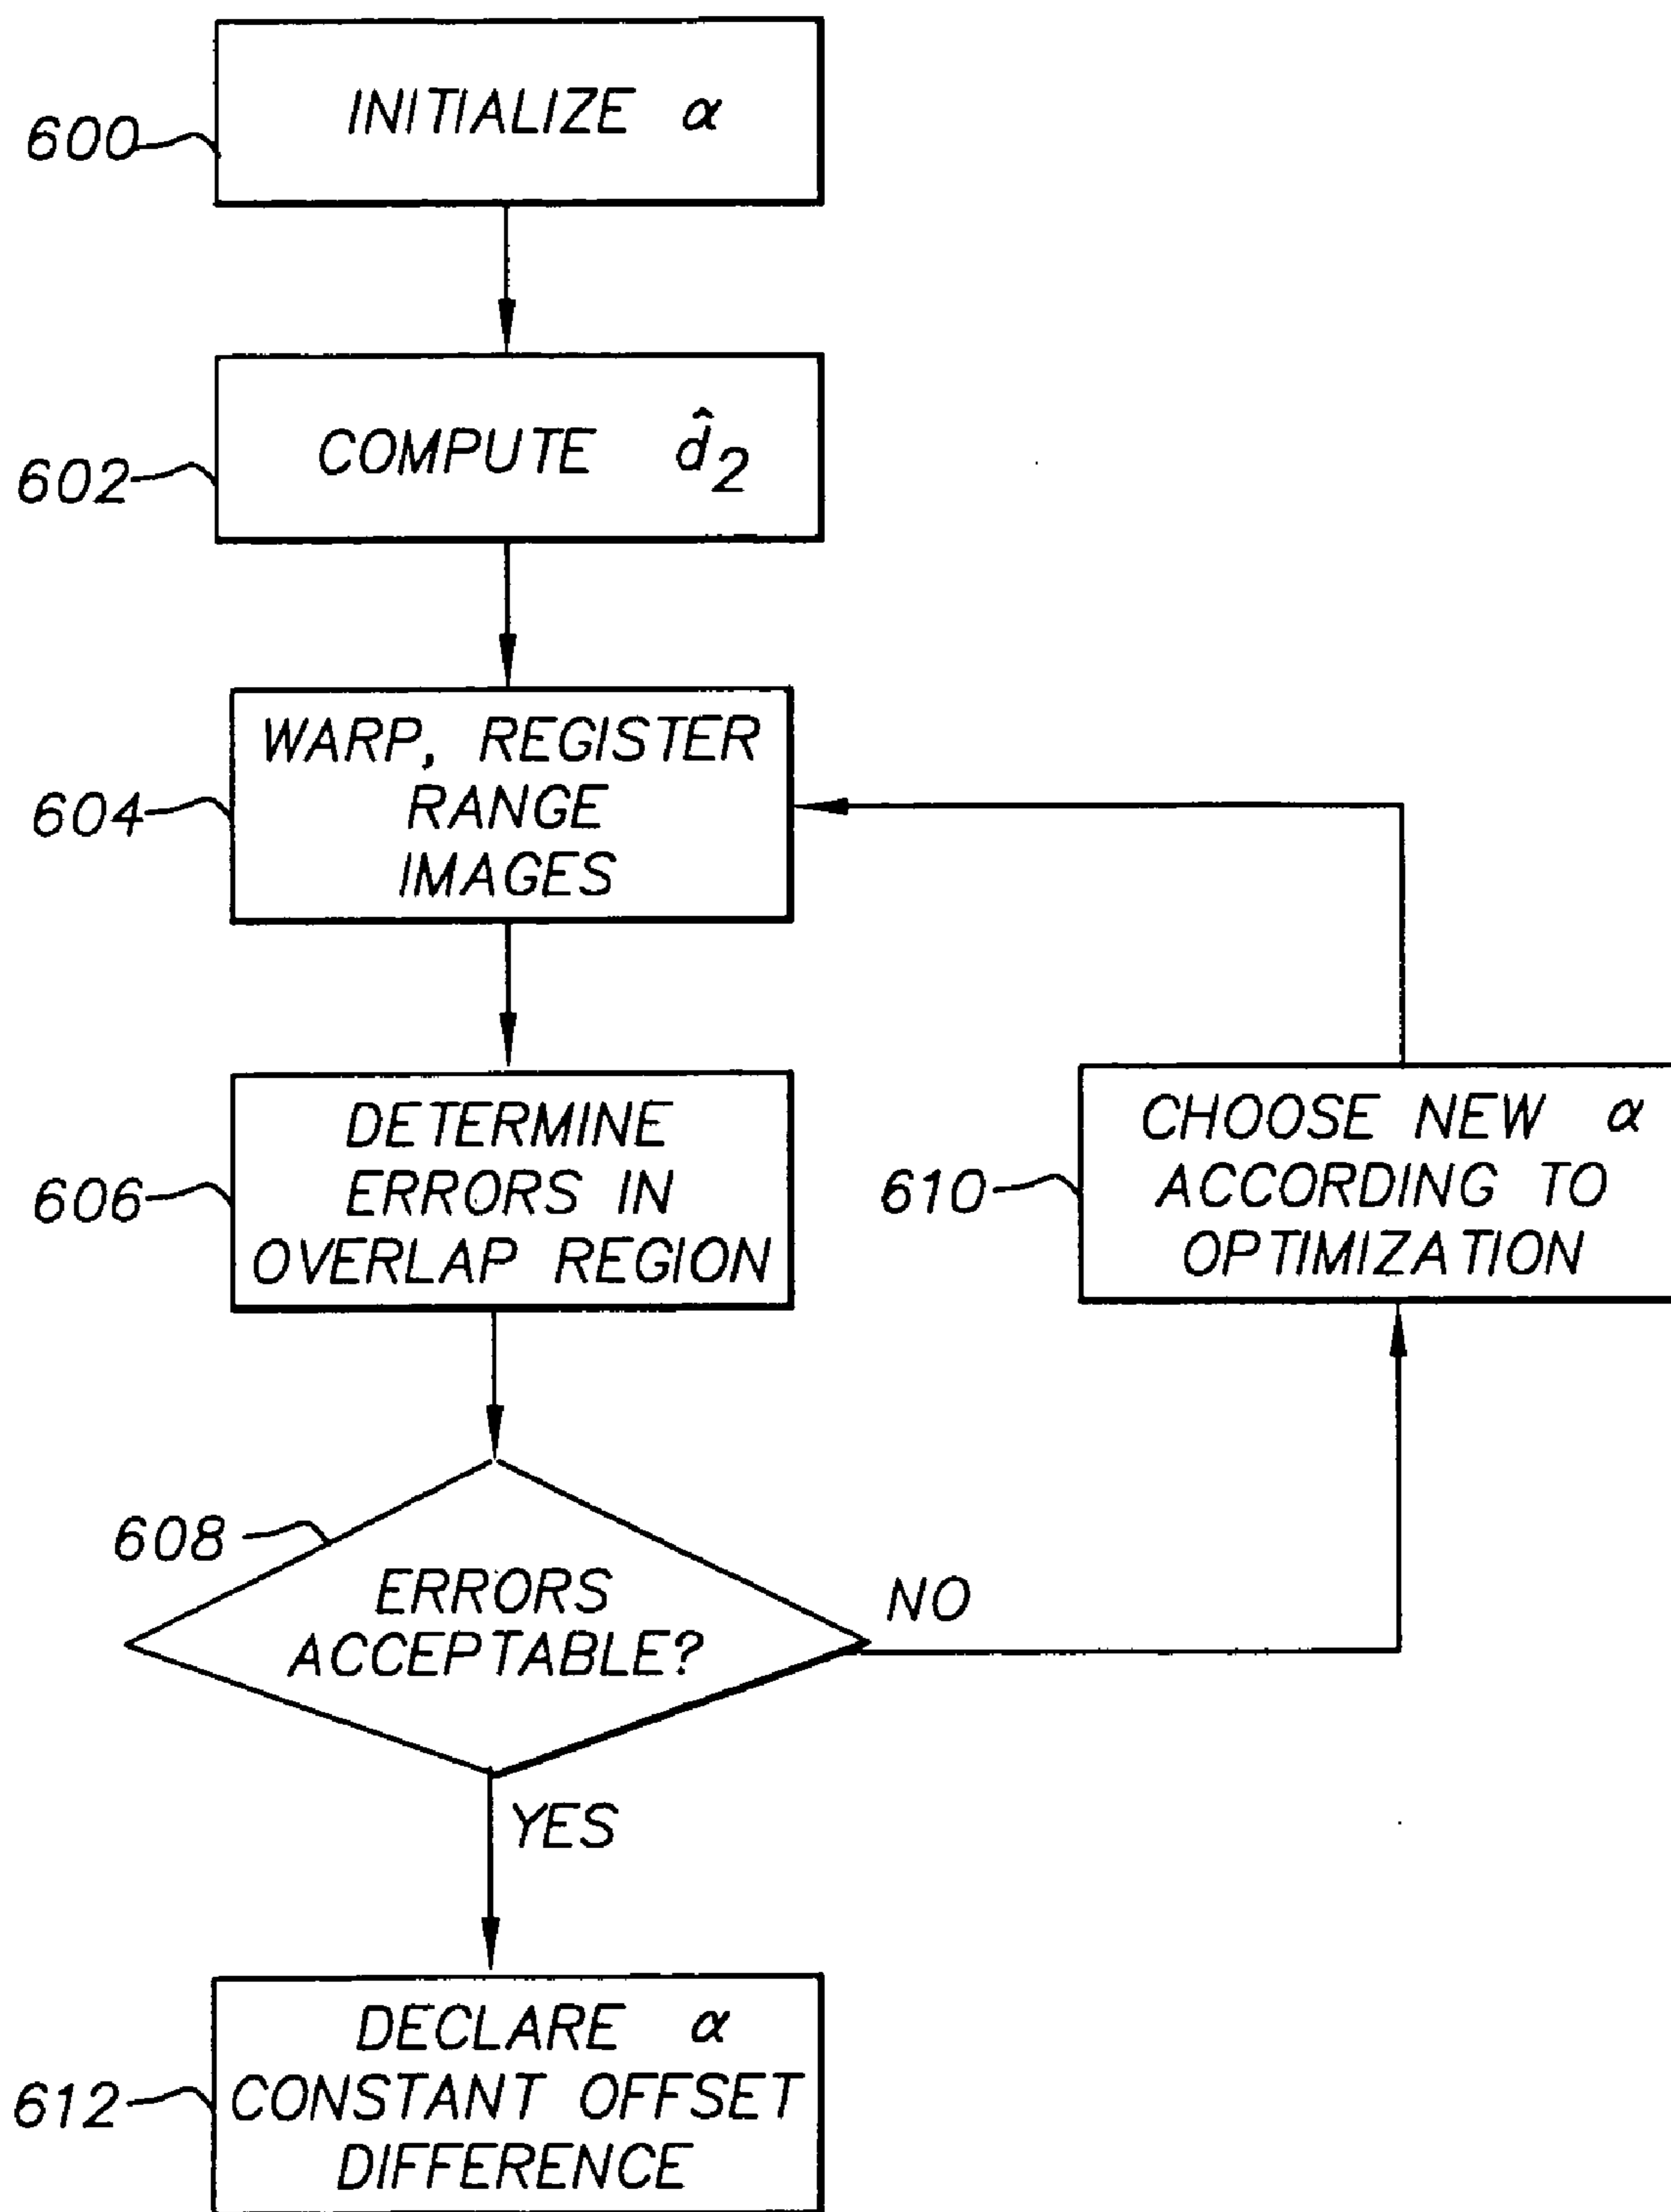 INITIALIZE α
600
COMPUTE d̂2
602
WARP, REGISTER
RANGE
IMAGES
604
DETERMINE
ERRORS IN
OVERLAP REGION
606
CHOOSE NEW α
ACCORDING TO
OPTIMIZATION
610
608
ERRORS
ACCEPTABLE?
NO
YES
DECLARE α
CONSTANT OFFSET
DIFFERENCE
612